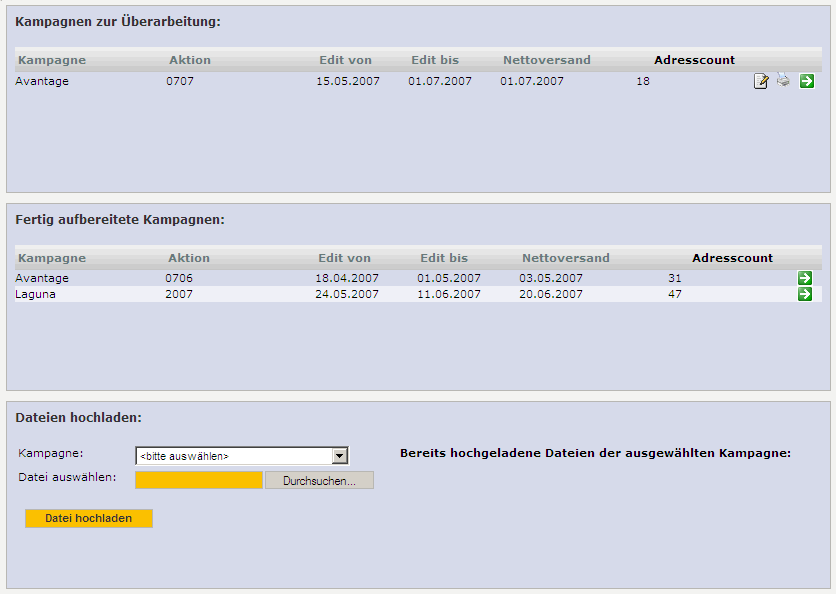 Kampagnen zur Überarbeitung:
Kampagne Aktion Edit von Edit bis Nettoversand Adresscount
Avantage 0707 15.05.2007 01.07.2007 01.07.2007 18
Fertig aufbereitete Kampagnen:
Kampagne Aktion Edit von Edit bis Nettoversand Adresscount
Avantage 0706 18.04.2007 01.05.2007 03.05.2007 31
Laguna 2007 24.05.2007 11.06.2007 20.06.2007 47
Dateien hochladen:
Kampagne: <bitte auswählen> Bereits hochgeladene Dateien der ausgewählten Kampagne:
Datei auswählen: Durchsuchen...
Datei hochladen